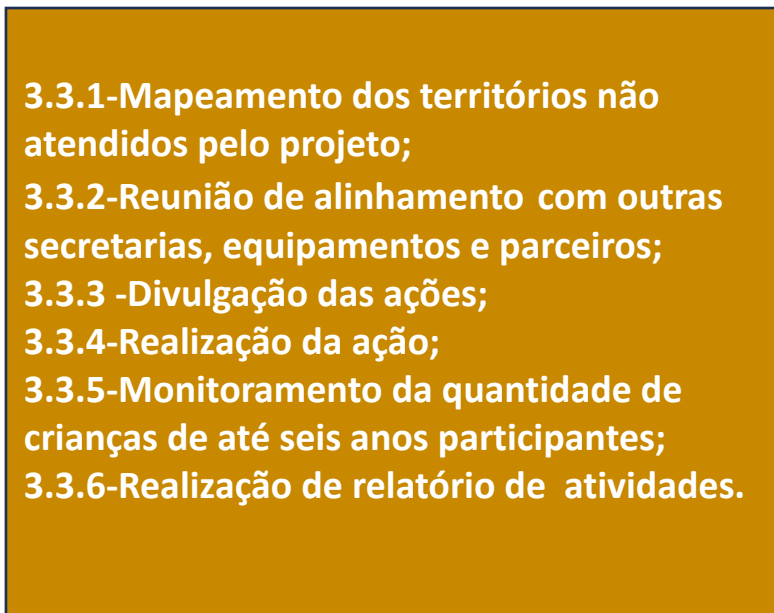 3.3.1-Mapeamento dos territórios não
atendidos pelo projeto;
3.3.2-Reunião de alinhamento com outras
secretarias, equipamentos e parceiros;
3.3.3 -Divulgação das ações;
3.3.4-Realização da ação;
3.3.5-Monitoramento da quantidade de
crianças de até seis anos participantes;
3.3.6-Realização de relatório de  atividades.